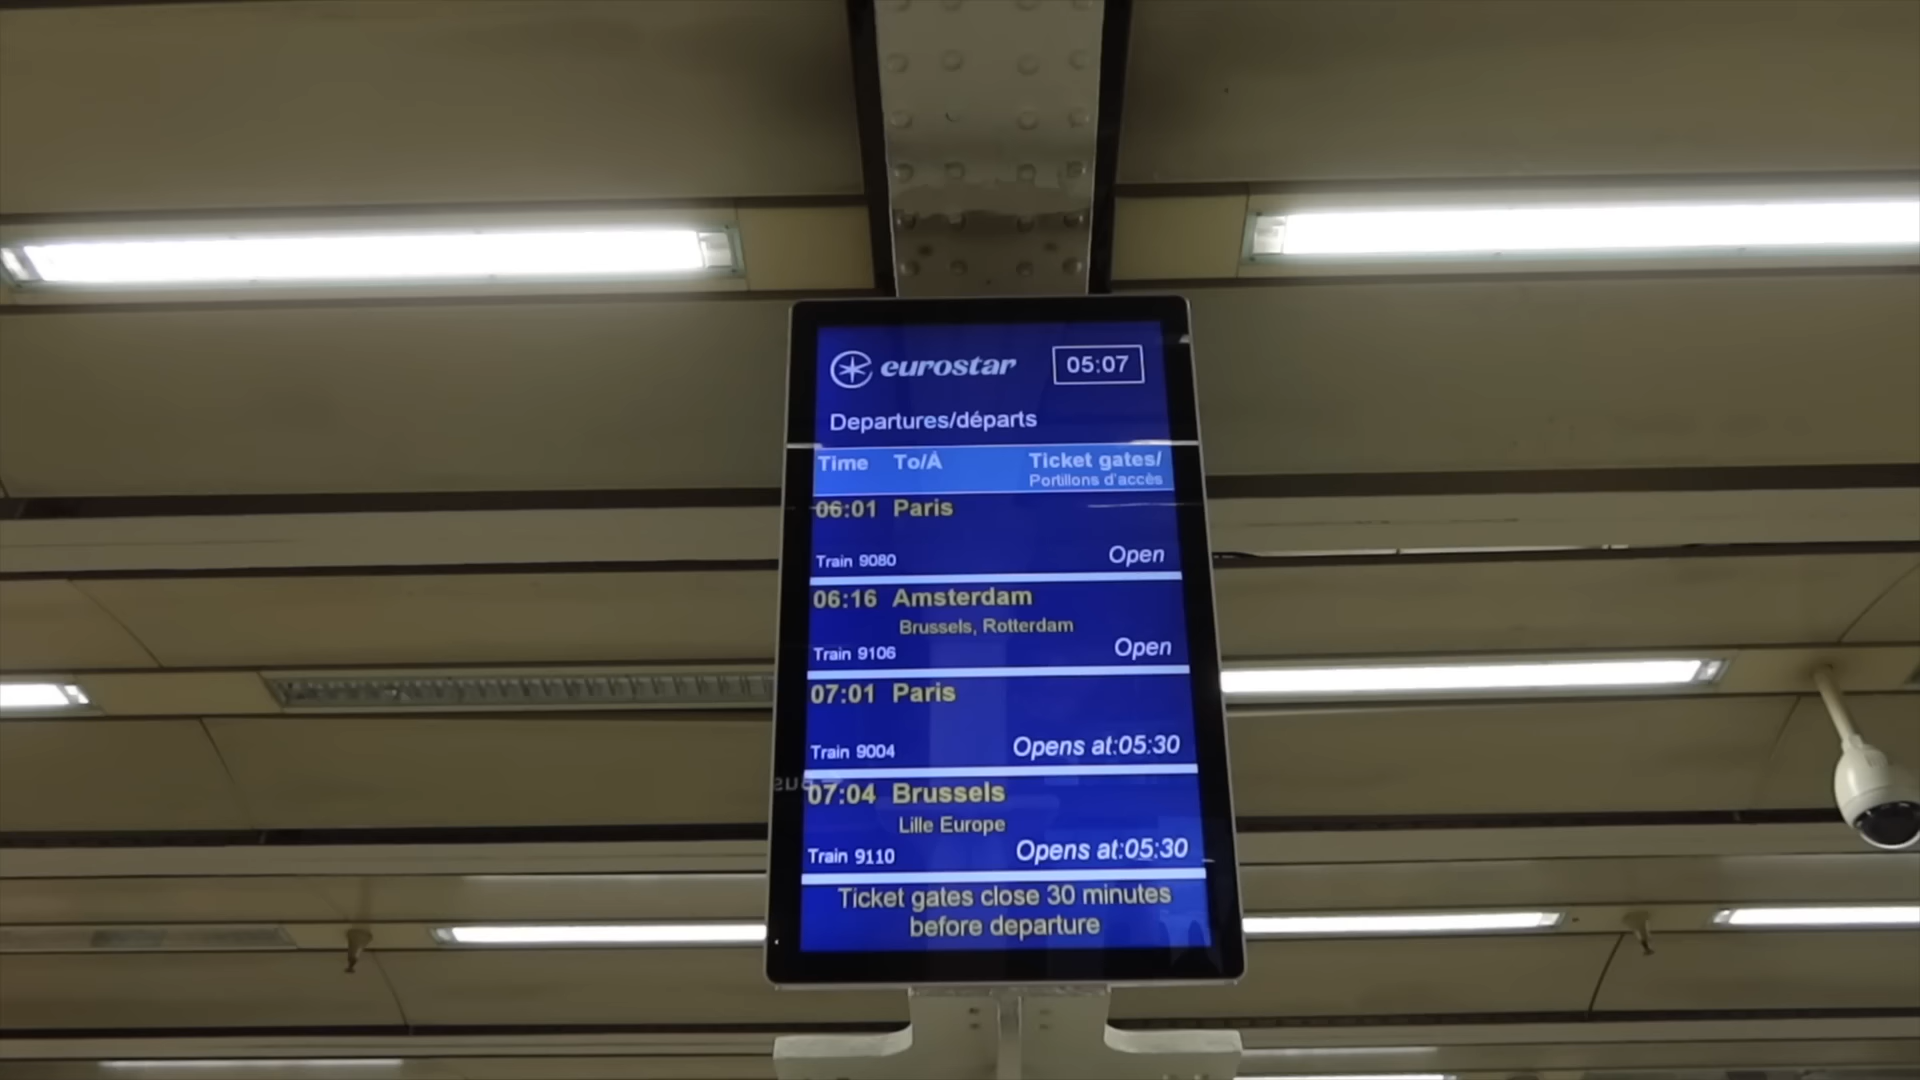 eurostar 05:07
Departures/départs
Time To/À Ticket gates/
Portillons d'accès
06:01 Paris
Train 9080 Open
06:16 Amsterdam
Brussels, Rotterdam
Train 9106 Open
07:01 Paris
Train 9004 Opens at:05:30
07:04 Brussels
Lille Europe
Train 9110 Opens at:05:30
Ticket gates close 30 minutes
before departure